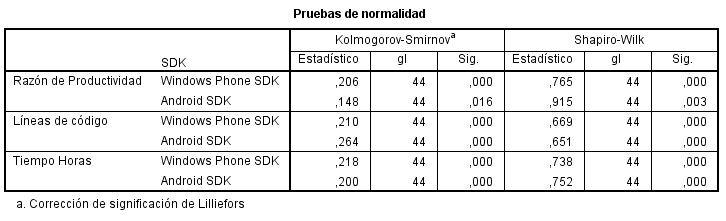 Pruebas de normalidad
Kolmogorov-Smirnov^a Shapiro-Wilk
SDK Estadístico gl Sig. Estadístico gl Sig.
Razón de Productividad Windows Phone SDK ,206 44 ,000 ,765 44 ,000
Android SDK ,148 44 ,016 ,915 44 ,003
Líneas de código Windows Phone SDK ,210 44 ,000 ,669 44 ,000
Android SDK ,264 44 ,000 ,651 44 ,000
Tiempo Horas Windows Phone SDK ,218 44 ,000 ,738 44 ,000
Android SDK ,200 44 ,000 ,752 44 ,000
a. Corrección de significación de Lilliefors